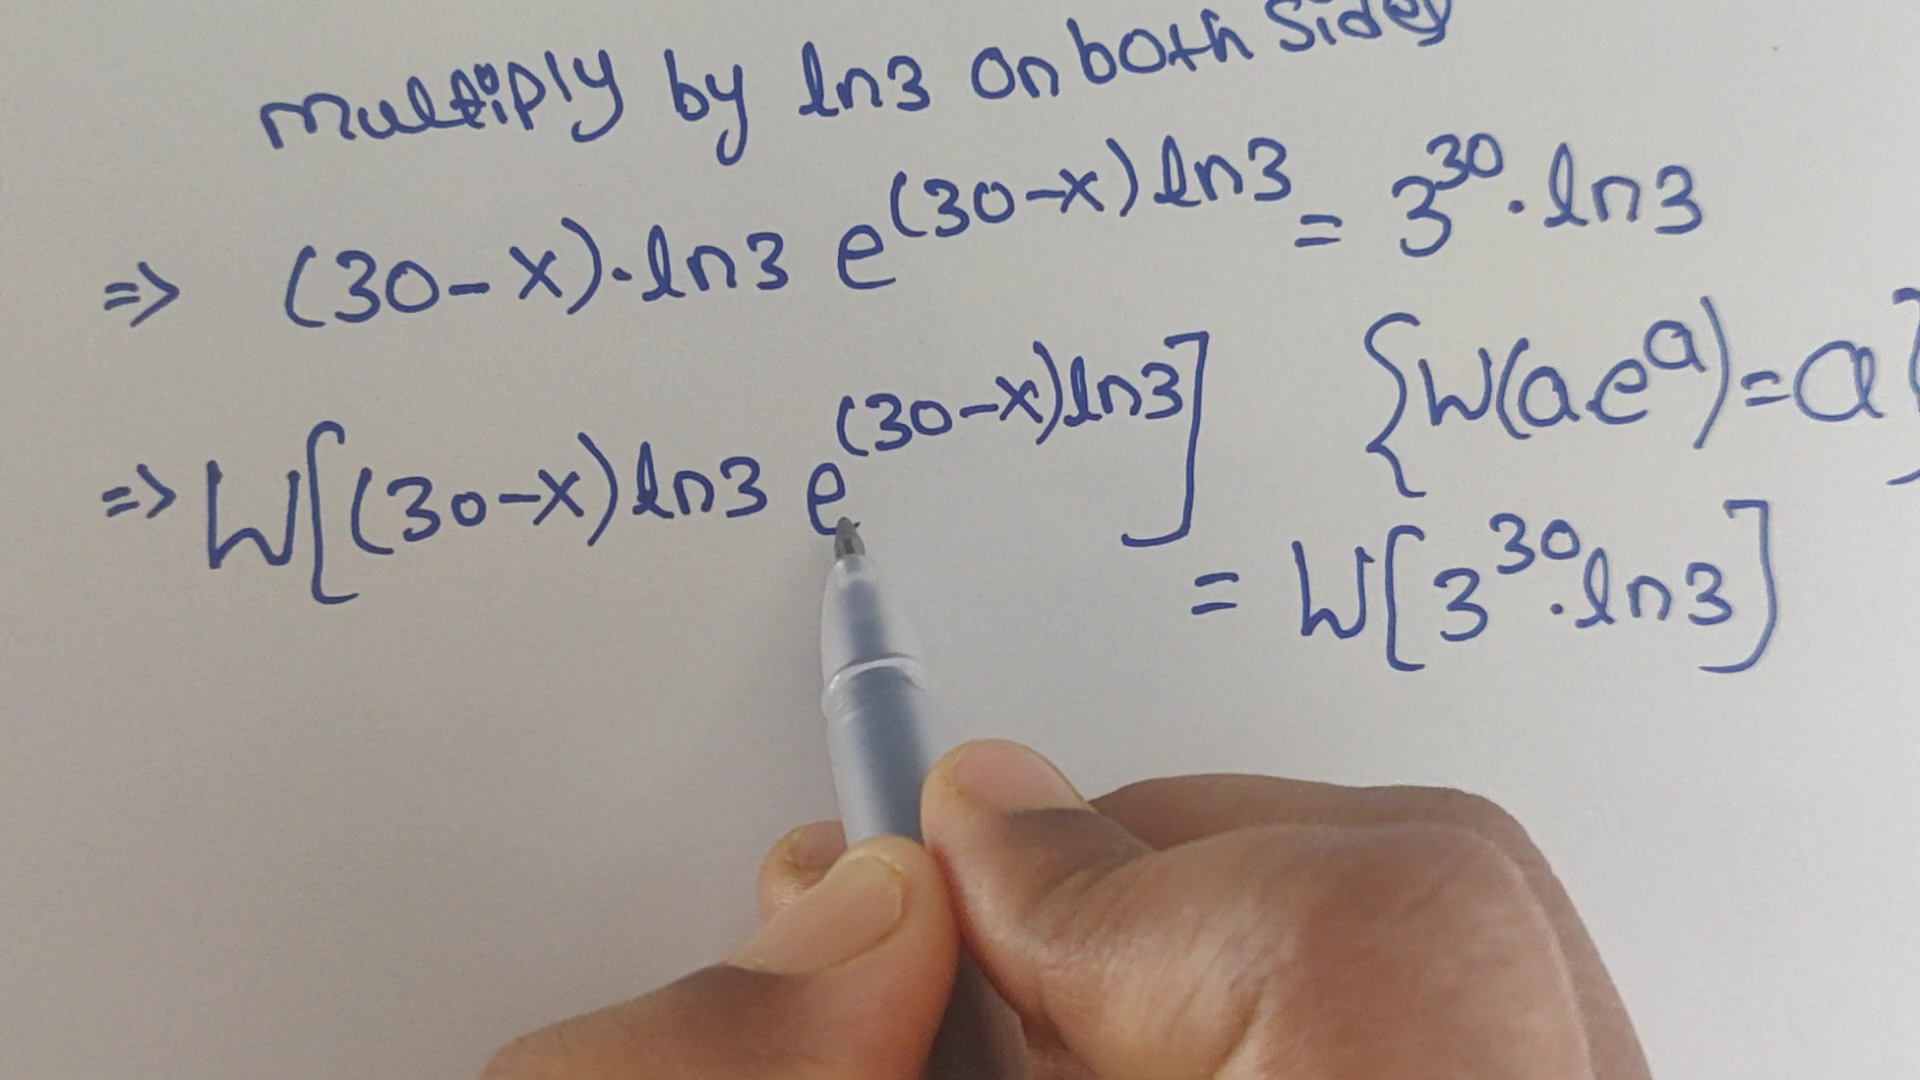 multiply by ln3 on both sides
=> (30-x)·ln3 e^(30-x)ln3 = 3^30·ln3
=> W[(30-x)ln3 e^(30-x)ln3] {W(ae^a)=a}
= W[3^30·ln3]